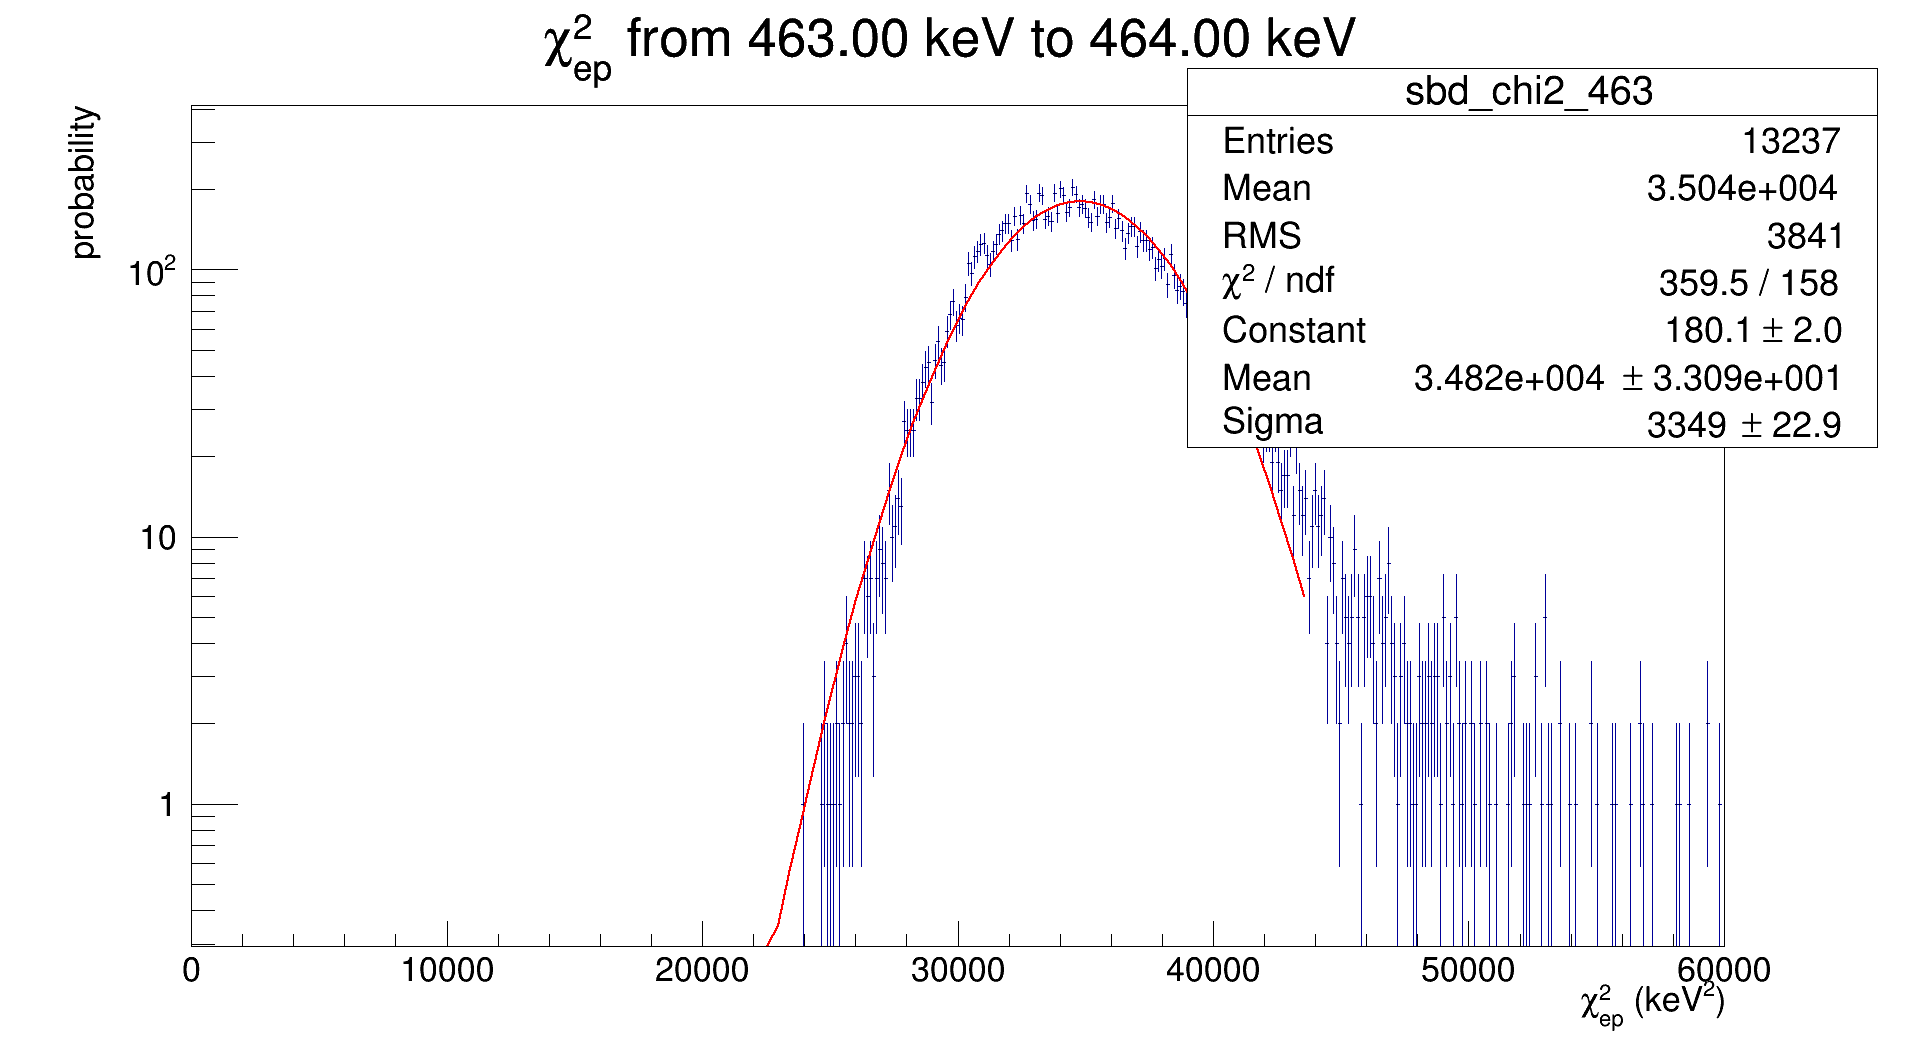 χ²ep from 463.00 keV to 464.00 keV
probability
sbd_chi2_463
Entries 13237
Mean 3.504e+004
RMS 3841
χ² / ndf 359.5 / 158
Constant 180.1 ± 2.0
Mean 3.482e+004 ± 3.309e+001
Sigma 3349 ± 22.9
10²
10
1
0 10000 20000 30000 40000 50000 60000
χ²ep (keV²)